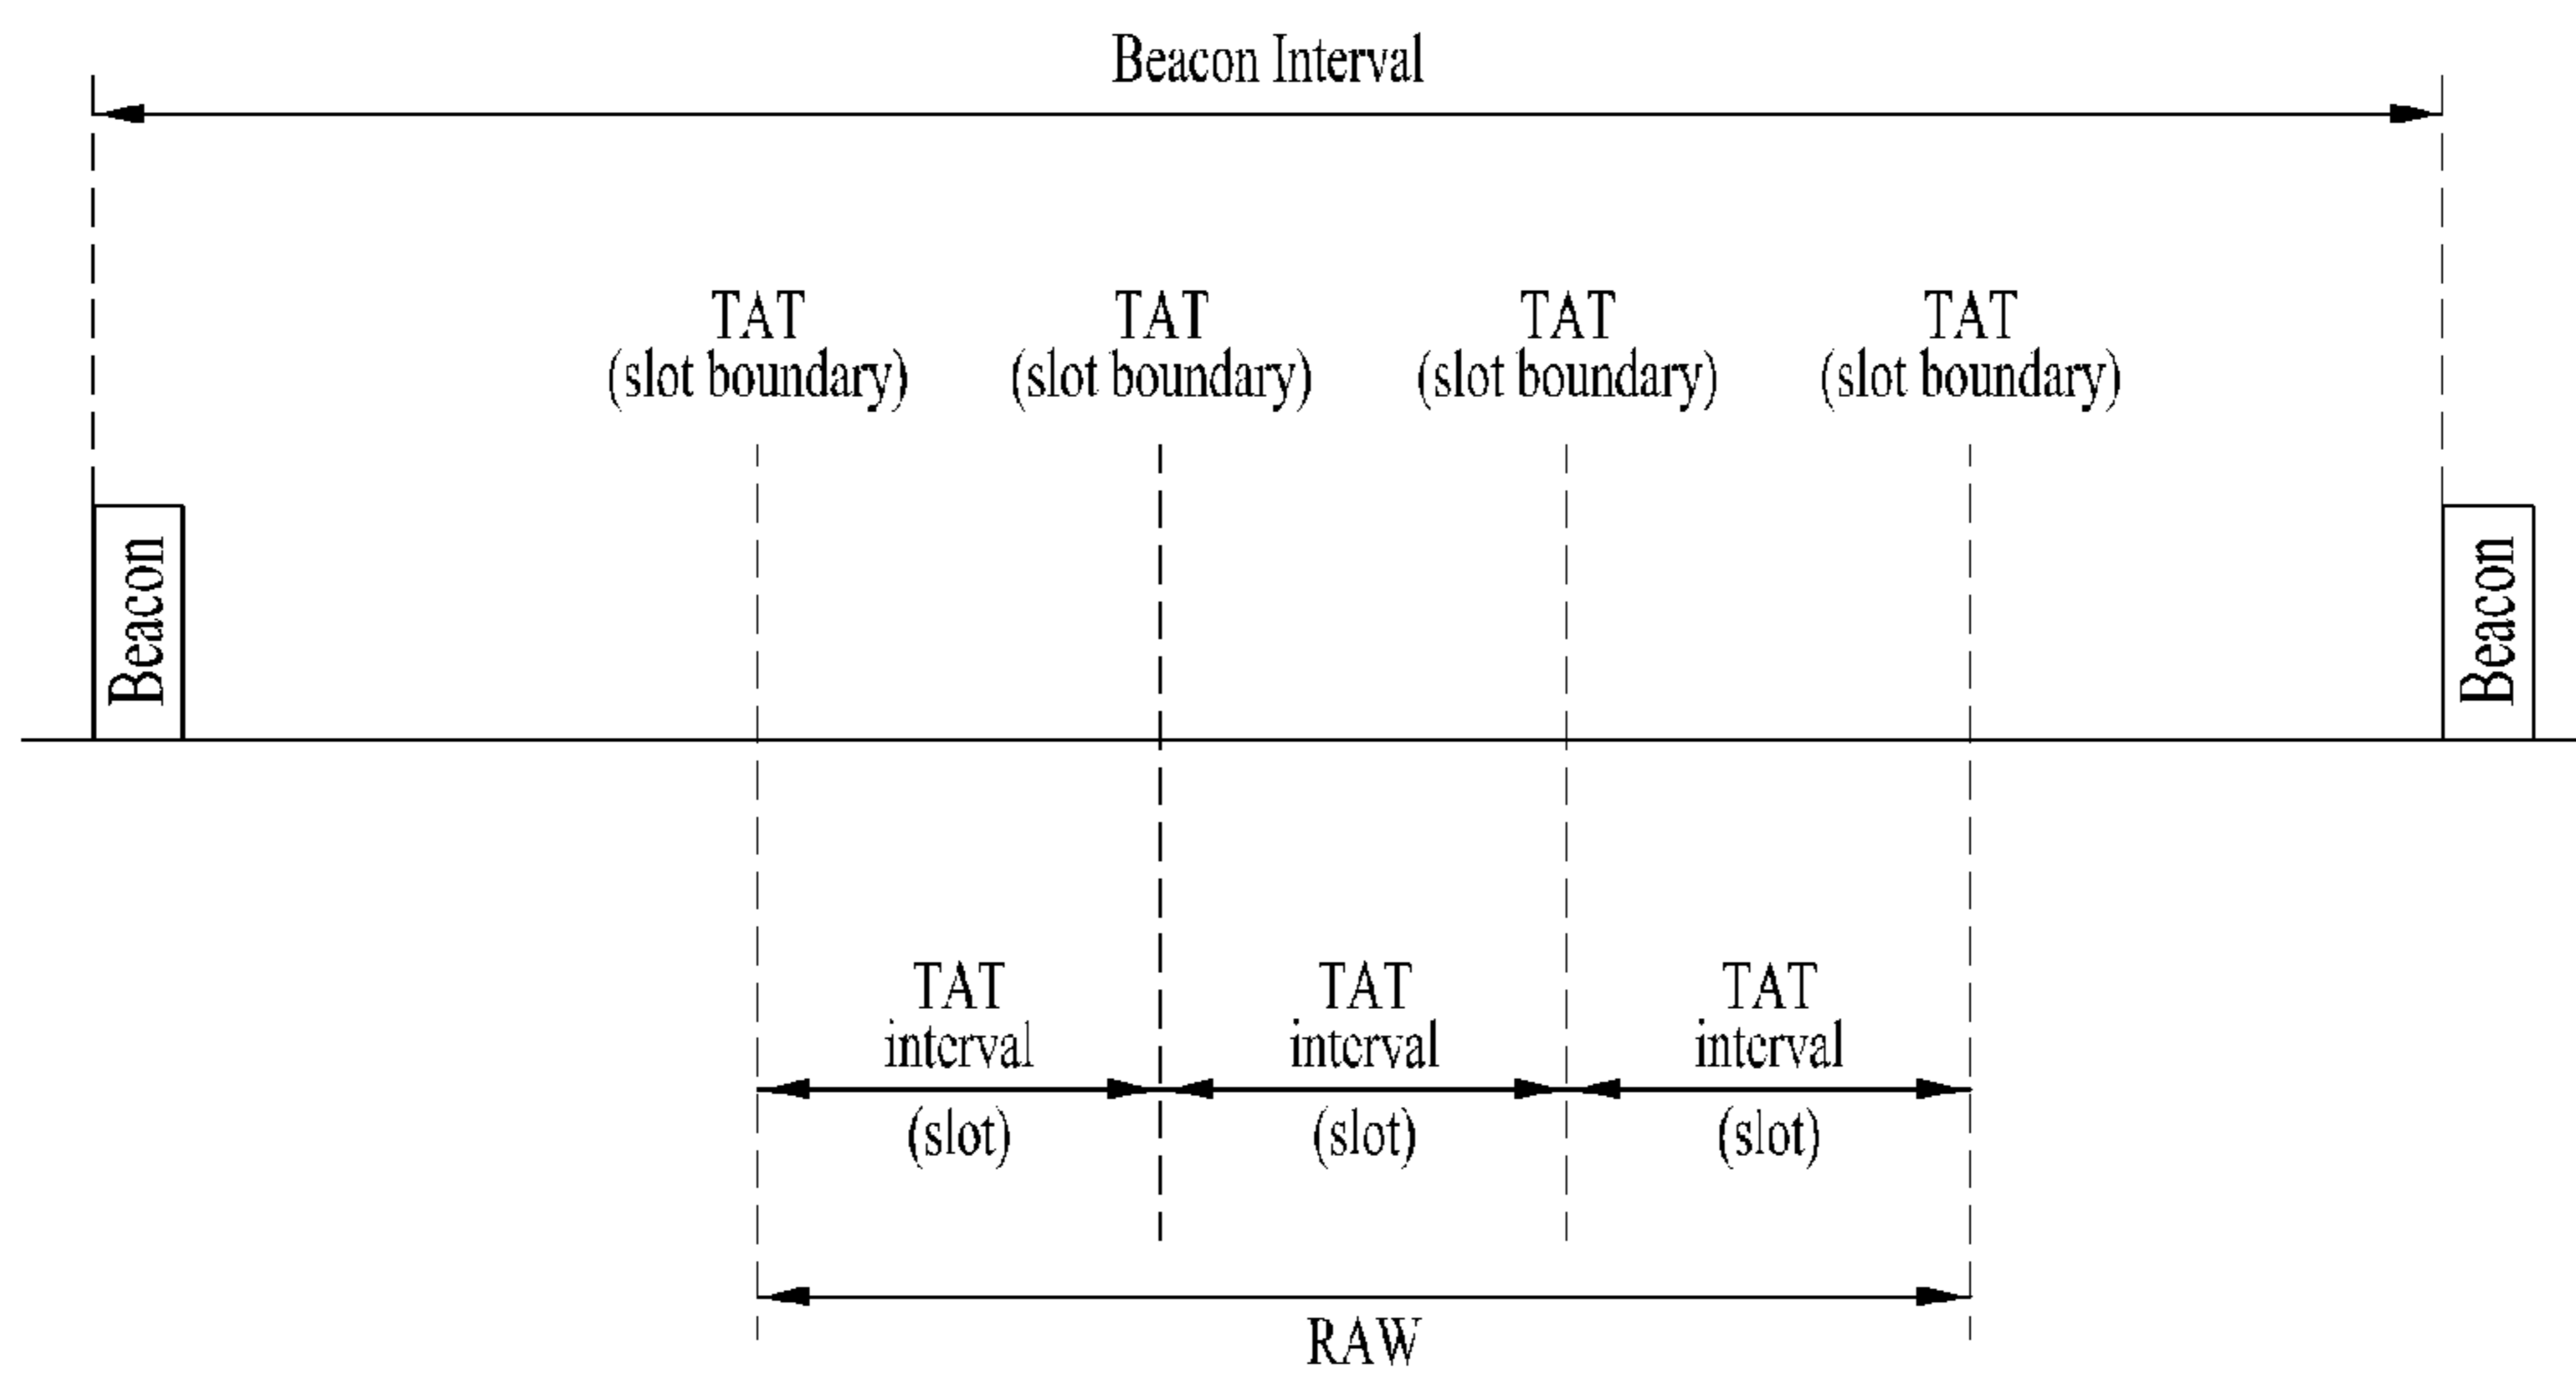 Beacon Interval
TAT
(slot boundary)
TAT
(slot boundary)
TAT
(slot boundary)
TAT
(slot boundary)
Beacon
Beacon
TAT
interval
(slot)
TAT
interval
(slot)
TAT
interval
(slot)
RAW